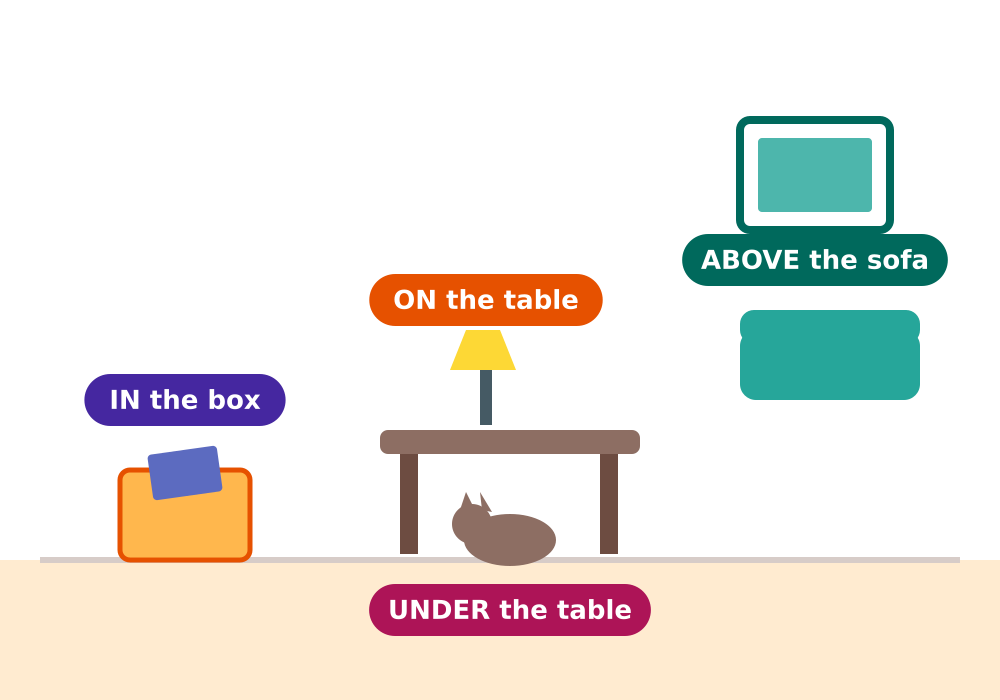 ABOVE the sofa
ON the table
IN the box
UNDER the table